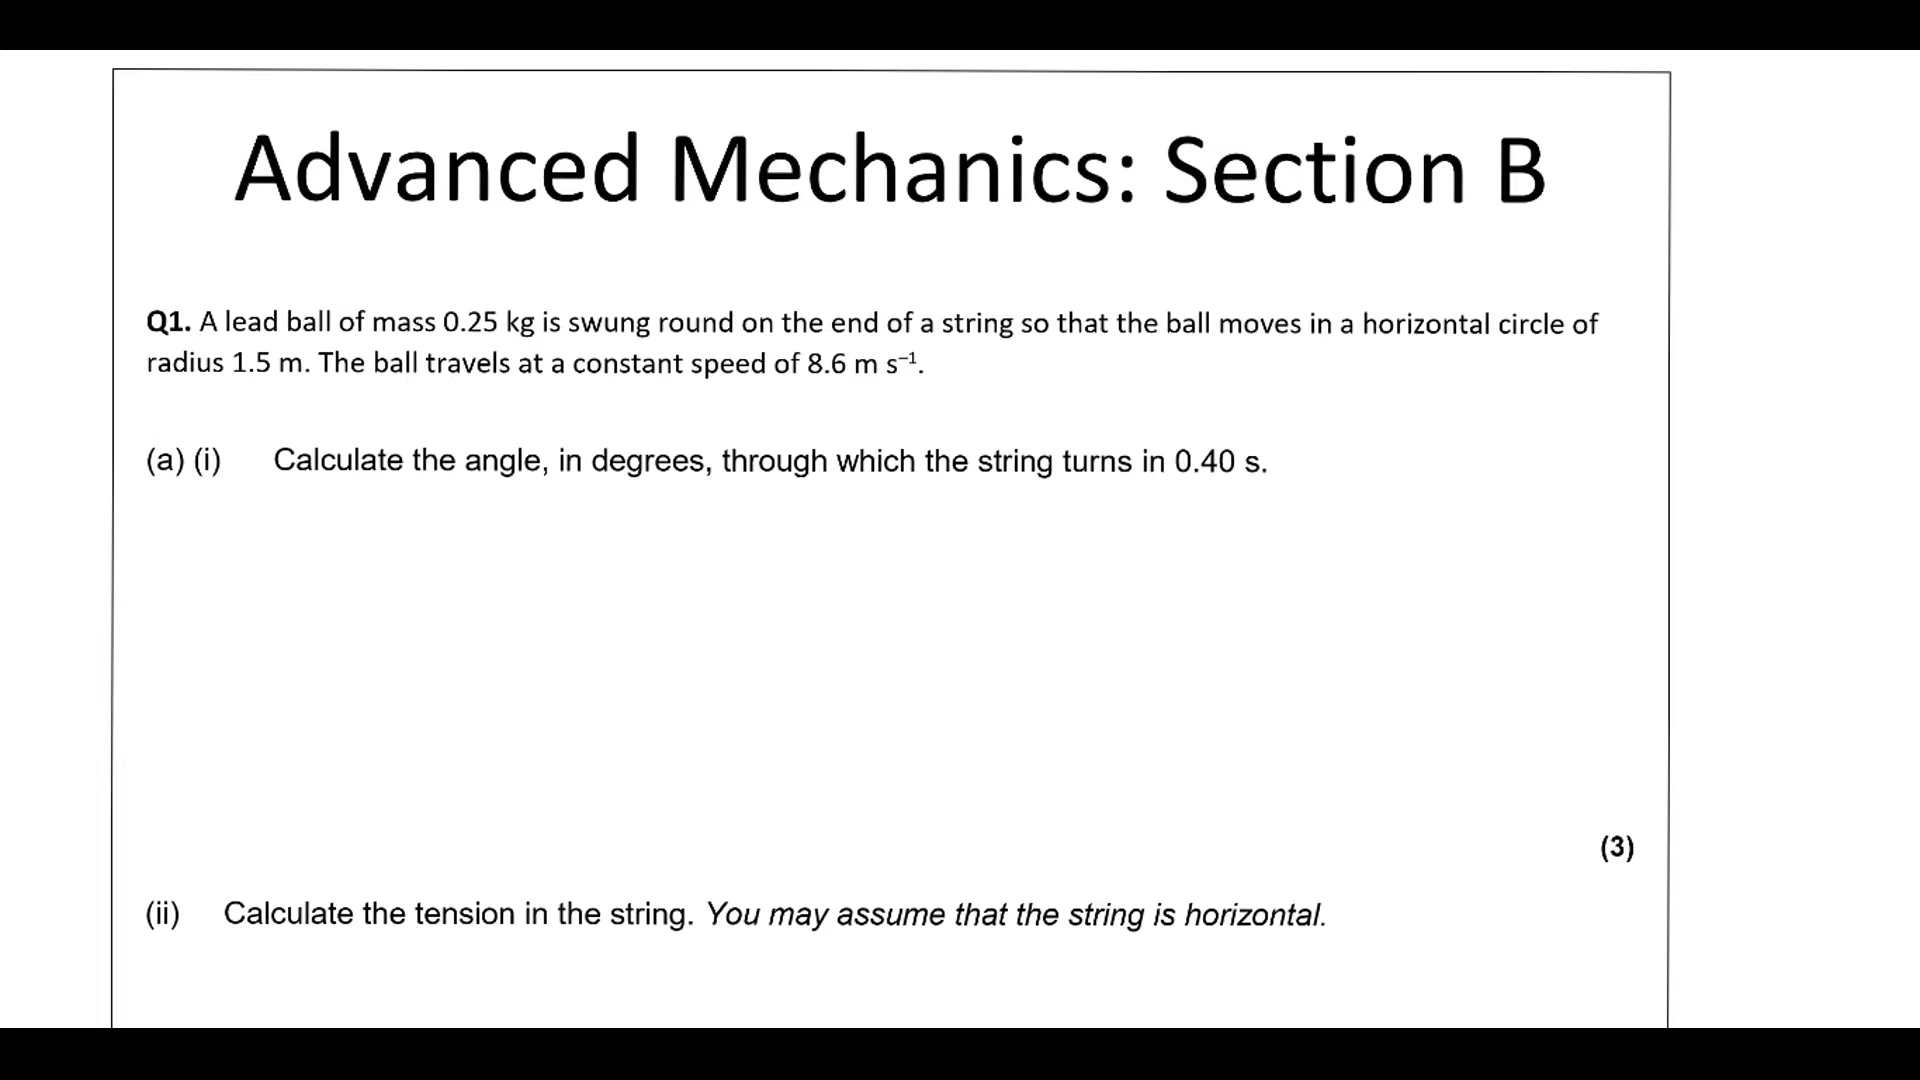 Advanced Mechanics: Section B
Q1. A lead ball of mass 0.25 kg is swung round on the end of a string so that the ball moves in a horizontal circle of
radius 1.5 m. The ball travels at a constant speed of 8.6 m s⁻¹.
(a) (i) Calculate the angle, in degrees, through which the string turns in 0.40 s.
(3)
(ii) Calculate the tension in the string. You may assume that the string is horizontal.